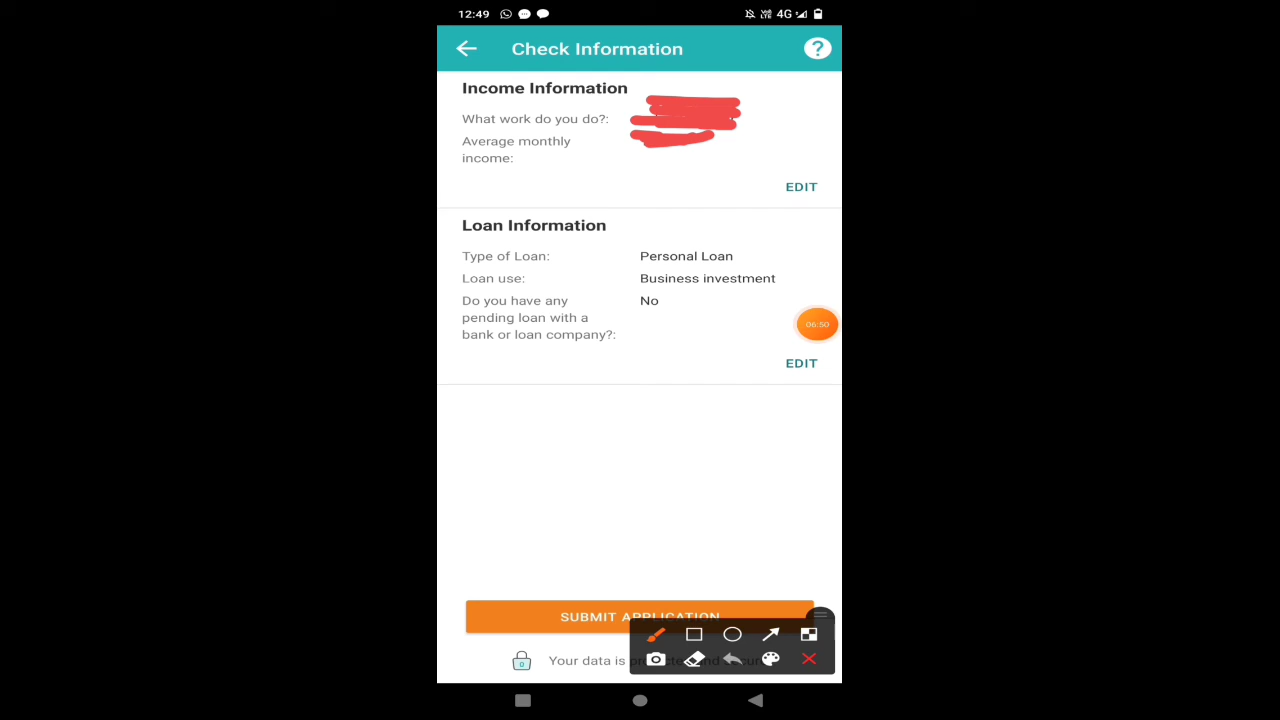 12:49
4G
Check Information
?
Income Information
What work do you do?:
Average monthly
income:
EDIT
Loan Information
Type of Loan: Personal Loan
Loan use: Business investment
Do you have any No
pending loan with a
bank or loan company?:
06:50
EDIT
SUBMIT APPLICATION
Your data is